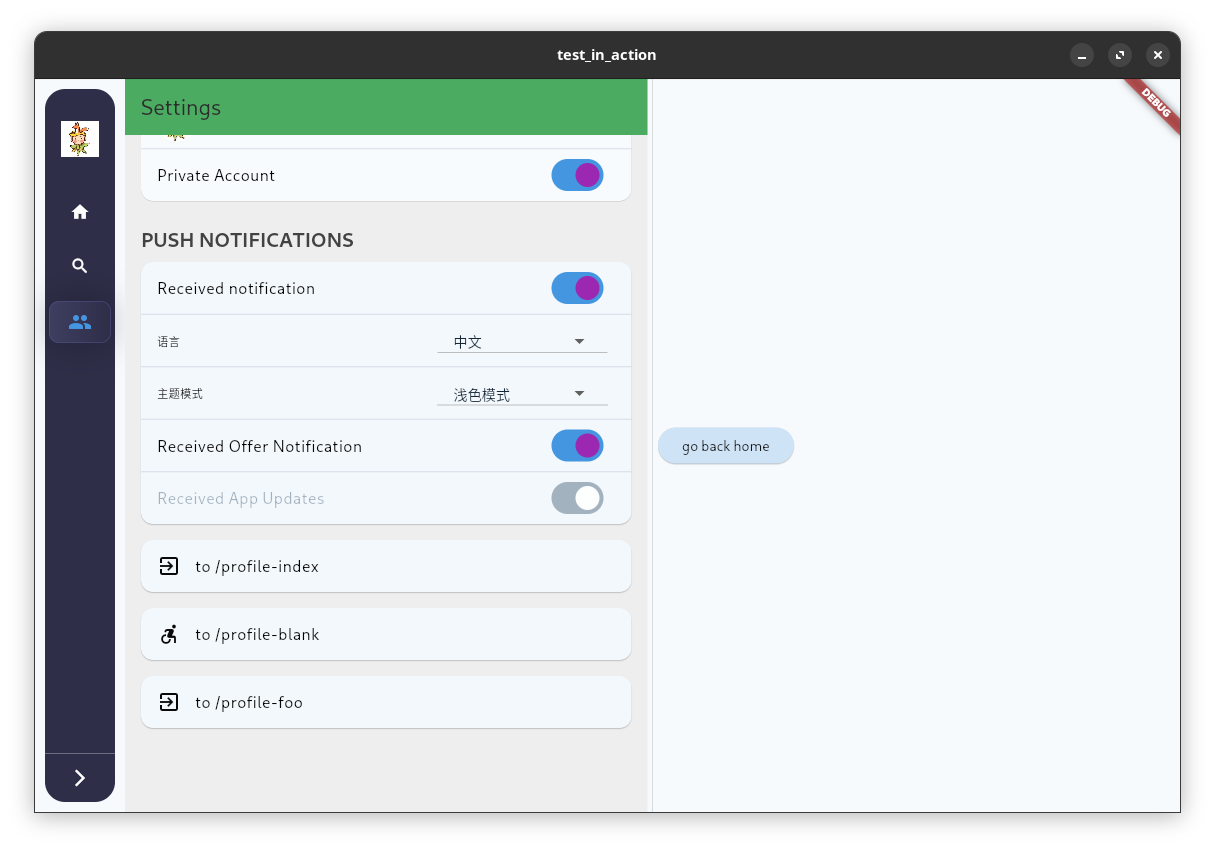 test_in_action
DEBUG
Settings
Private Account
PUSH NOTIFICATIONS
Received notification
语言
中文
主题模式
浅色模式
Received Offer Notification
Received App Updates
to /profile-index
to /profile-blank
to /profile-foo
go back home